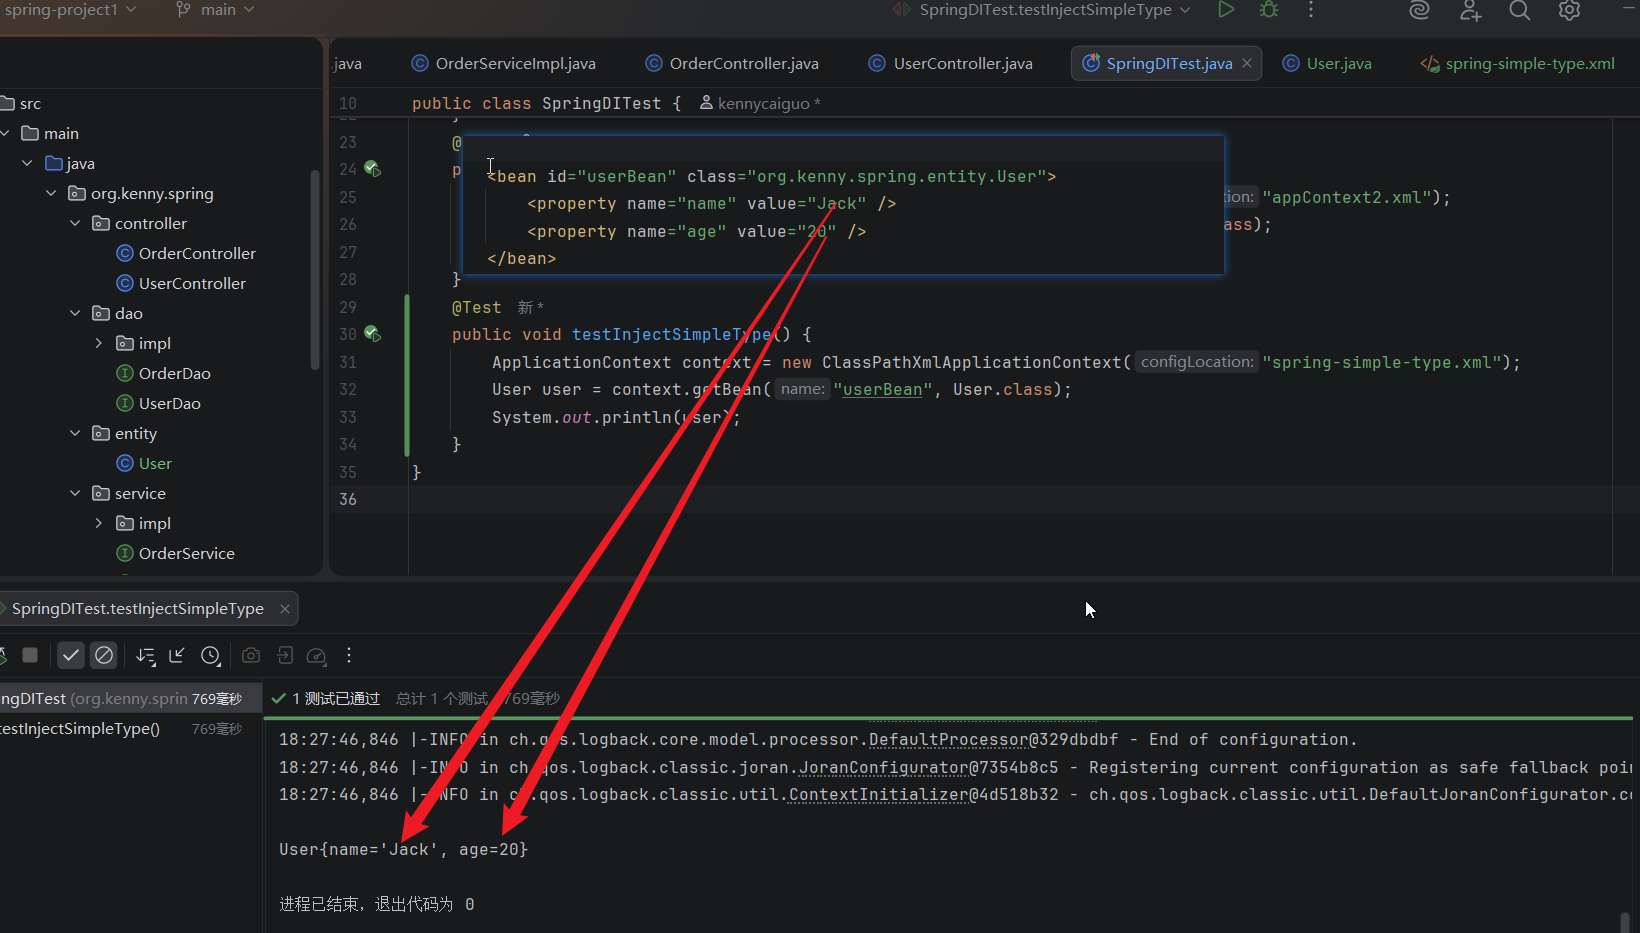 spring-project1
main
SpringDITest.testInjectSimpleType
.java
OrderServiceImpl.java
OrderController.java
UserController.java
SpringDITest.java
User.java
spring-simple-type.xml
src
main
java
org.kenny.spring
controller
OrderController
UserController
dao
impl
OrderDao
UserDao
entity
User
service
impl
OrderService
10 public class SpringDITest { kennycaiguo *
23 @
24 p
25 tion: "appContext2.xml");
26 ass);
27
28 }
<bean id="userBean" class="org.kenny.spring.entity.User">
<property name="name" value="Jack" />
<property name="age" value="20" />
</bean>
29 @Test 新 *
30 public void testInjectSimpleType() {
31 ApplicationContext context = new ClassPathXmlApplicationContext( configLocation: "spring-simple-type.xml");
32 User user = context.getBean( name: "userBean", User.class);
33 System.out.println(user);
34 }
35 }
36
SpringDITest.testInjectSimpleType
ngDITest (org.kenny.sprin 769毫秒
testInjectSimpleType() 769毫秒
1 测试已通过 总计 1 个测试, 769毫秒
18:27:46,846 |-INFO in ch.qos.logback.core.model.processor.DefaultProcessor@329dbdbf - End of configuration.
18:27:46,846 |-INFO in ch.qos.logback.classic.joran.JoranConfigurator@7354b8c5 - Registering current configuration as safe fallback poi
18:27:46,846 |-INFO in ch.qos.logback.classic.util.ContextInitializer@4d518b32 - ch.qos.logback.classic.util.DefaultJoranConfigurator.c
User{name='Jack', age=20}
进程已结束，退出代码为 0